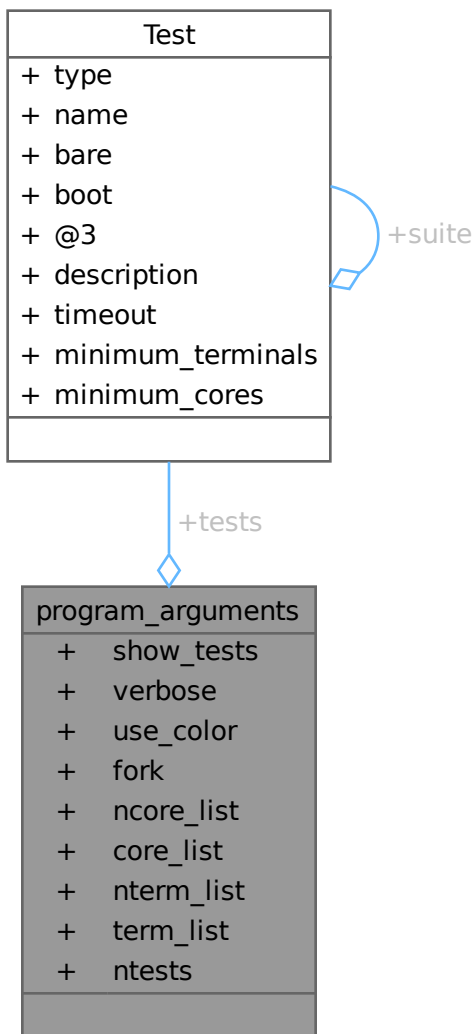 Test
+ type
+ name
+ bare
+ boot
+ @3
+ description
+ timeout
+ minimum_terminals
+ minimum_cores
+suite
+tests
program_arguments
+ show_tests
+ verbose
+ use_color
+ fork
+ ncore_list
+ core_list
+ nterm_list
+ term_list
+ ntests